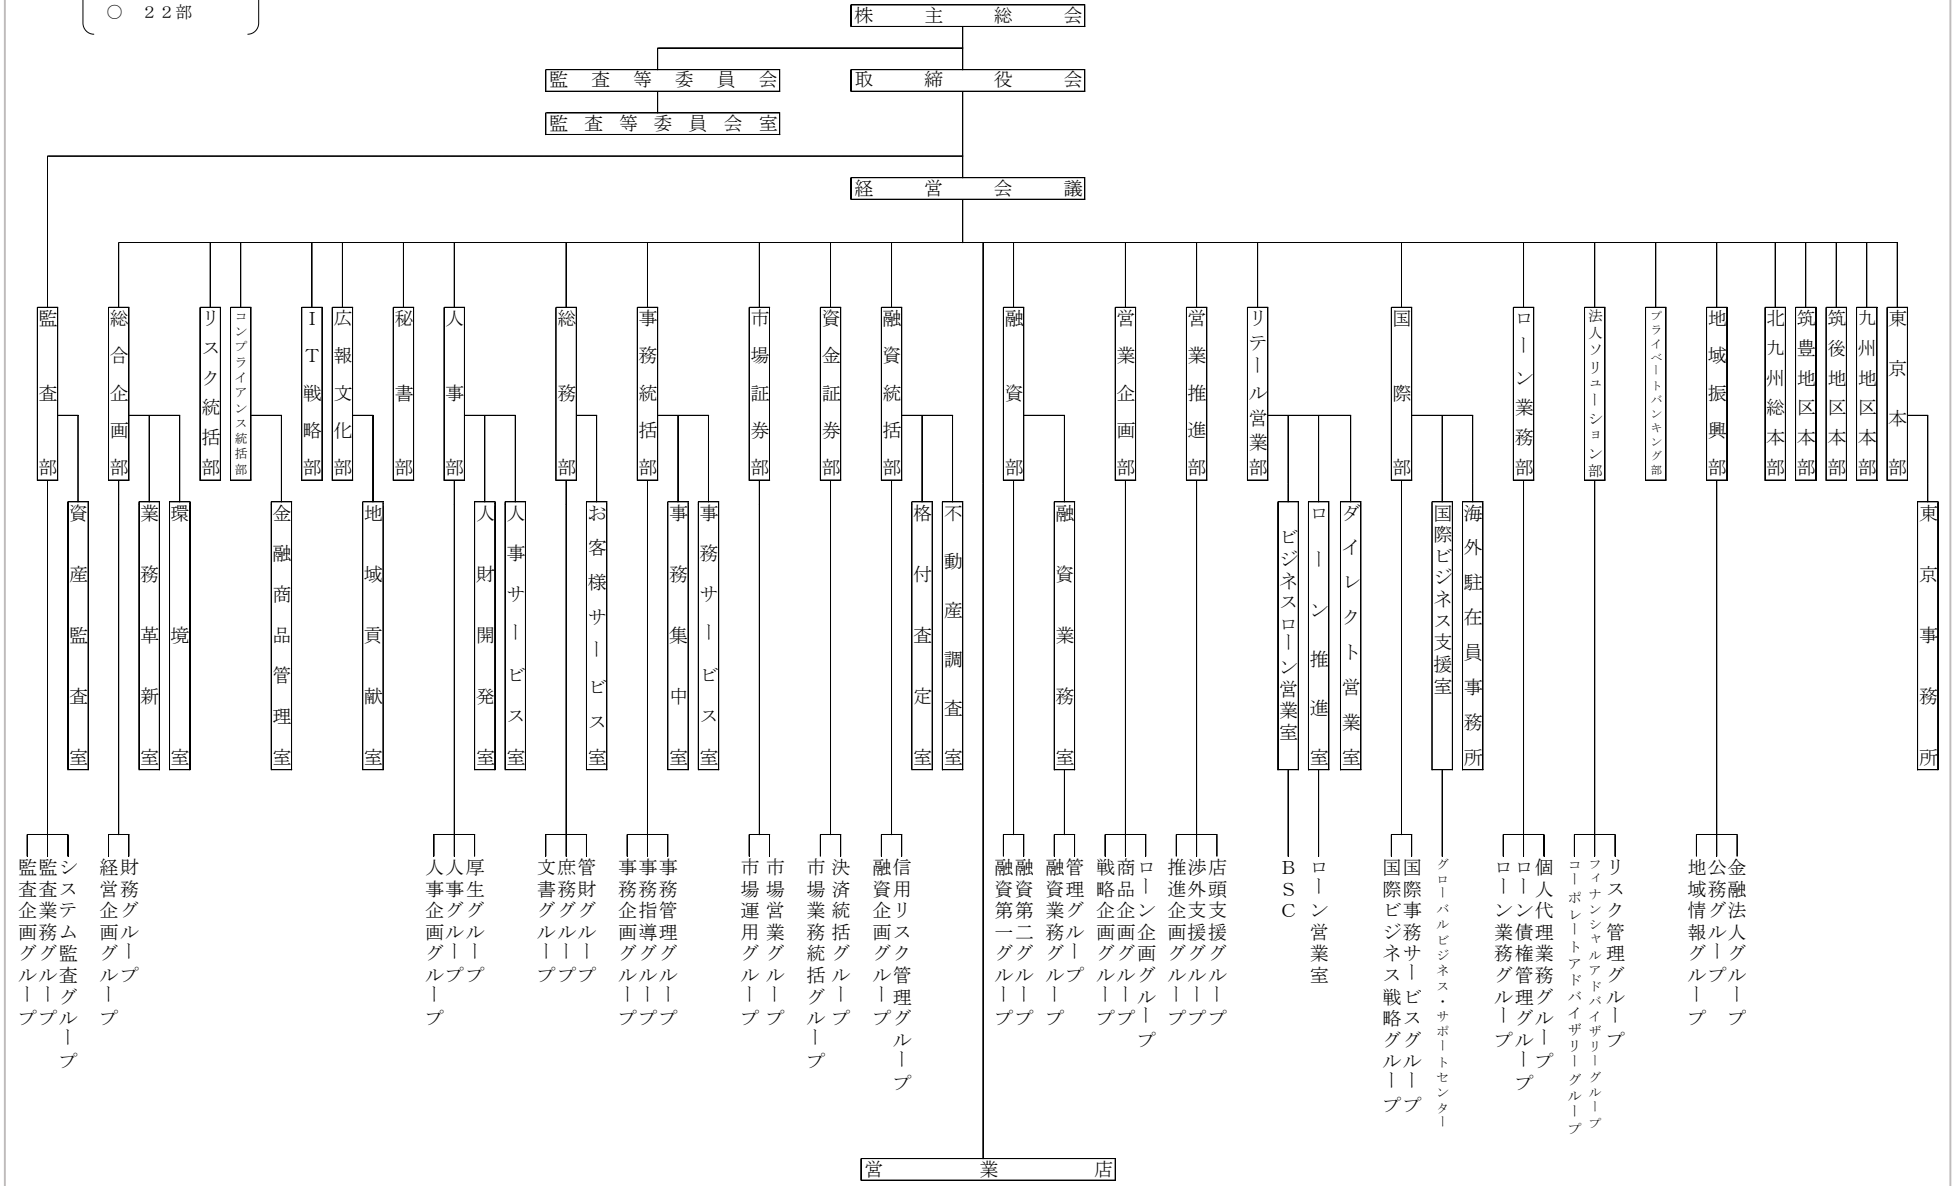 ○ 22部
株主総会
監査等委員会
取締役会
監査等委員会室
経営会議
監査部
総合企画部
リスク統括部
コンプライアンス統括部
IT戦略部
広報文化部
秘書部
人事部
総務部
事務統括部
市場証券部
資金証券部
融資統括部
融資部
営業企画部
営業推進部
リテール営業部
国際部
ローン業務部
法人ソリューション部
プライベートバンキング部
地域振興部
北九州総本部
筑豊地区本部
筑後地区本部
九州地区本部
東京本部
資産監査室
業務革新室
環境室
金融商品管理室
地域貢献室
人財開発室
人事サービス室
お客様サービス室
事務集中室
事務サービス室
格付査定室
不動産調査室
融資業務室
ビジネスローン営業室
ローン推進室
ダイレクト営業室
国際ビジネス支援室
海外駐在員事務所
東京事務所
監査企画グループ
監査業務グループ
システム監査グループ
経営企画グループ
財務グループ
人事企画グループ
人事グループ
厚生グループ
文書グループ
庶務グループ
管財グループ
事務企画グループ
事務指導グループ
事務管理グループ
市場運用グループ
市場営業グループ
市場業務統括グループ
決済統括グループ
融資企画グループ
信用リスク管理グループ
融資第一グループ
融資第二グループ
融資業務グループ
管理グループ
戦略企画グループ
商品企画グループ
ローン企画グループ
推進企画グループ
渉外支援グループ
店頭支援グループ
BSC
ローン営業室
国際ビジネス戦略グループ
国際事務サービスグループ
グローバルビジネス・サポートセンター
ローン業務グループ
ローン債権管理グループ
個人代理業務グループ
コーポレートアドバイザリーグループ
フィナンシャルアドバイザリーグループ
リスク管理グループ
地域情報グループ
公務グループ
金融法人グループ
営業店